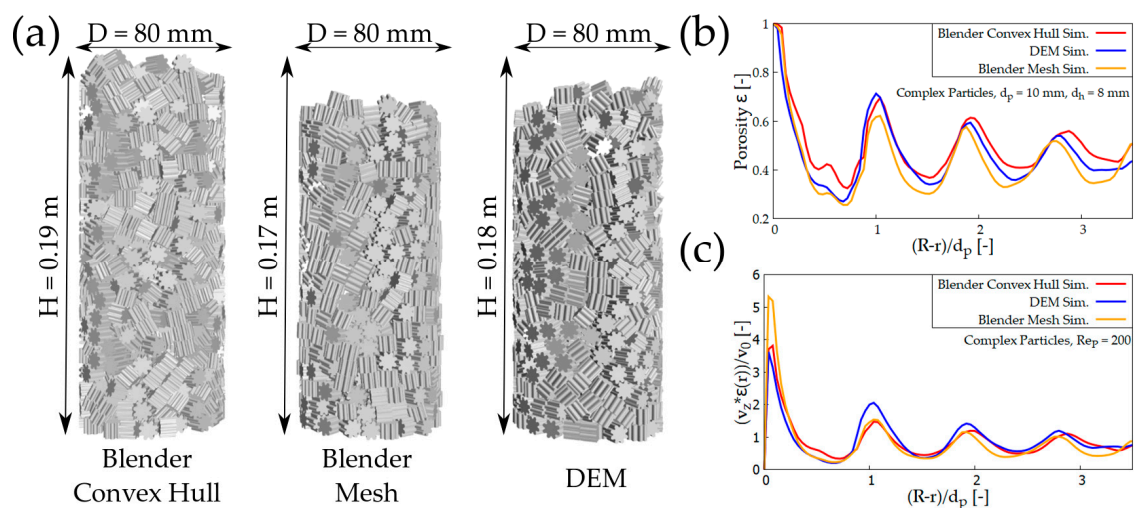 (a)
D = 80 mm
D = 80 mm
D = 80 mm
H = 0.19 m
H = 0.17 m
H = 0.18 m
Blender
Convex Hull
Blender
Mesh
DEM
(b)
Porosity ε [-]
1
0.8
0.6
0.4
0.2
Blender Convex Hull Sim.
DEM Sim.
Blender Mesh Sim.
Complex Particles, dp = 10 mm, dh = 8 mm
0
1
2
3
(R-r)/dp [-]
(c)
(vz*ε(r))/v0 [-]
6
5
4
3
2
1
0
Blender Convex Hull Sim.
DEM Sim.
Blender Mesh Sim.
Complex Particles, ReP = 200
0
1
2
3
(R-r)/dp [-]